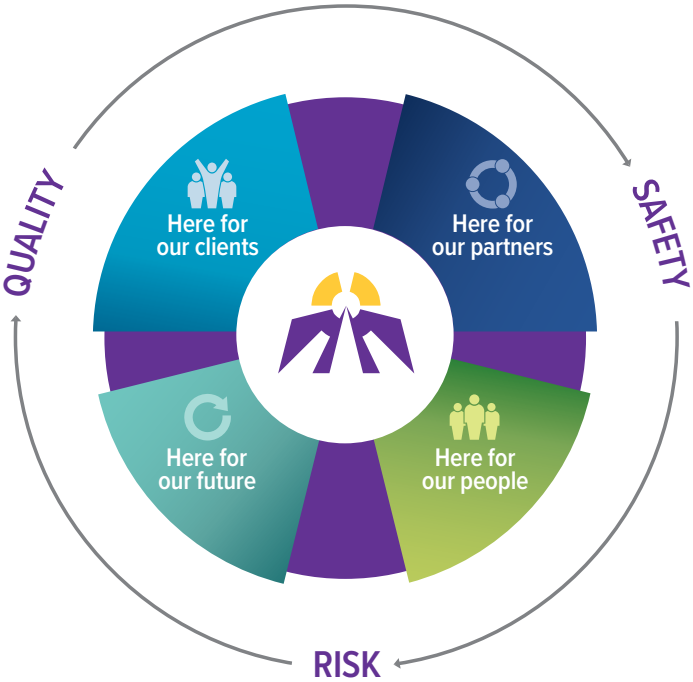 QUALITY
SAFETY
Here for
our clients
Here for
our partners
Here for
our future
Here for
our people
RISK